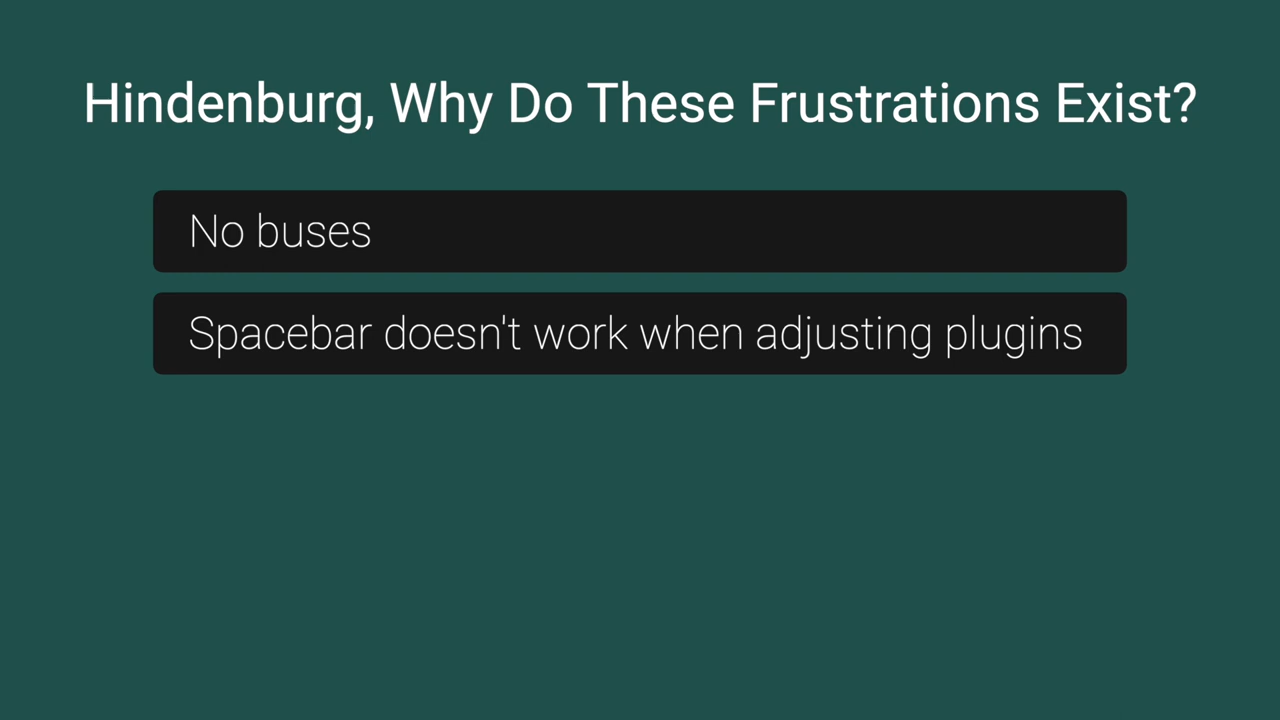 Hindenburg, Why Do These Frustrations Exist?
No buses
Spacebar doesn't work when adjusting plugins